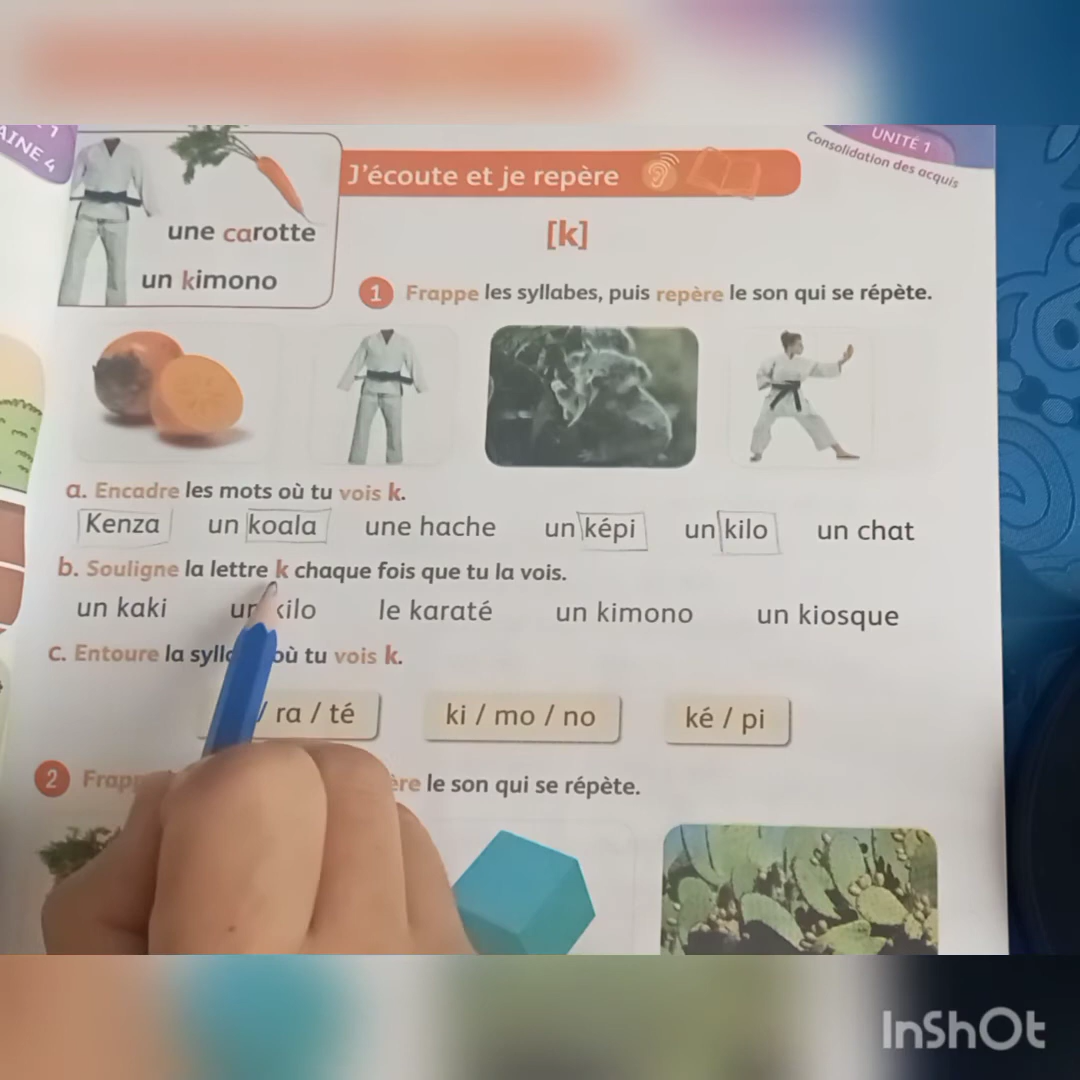 AINE 4
UNITÉ 1
Consolidation des acquis
J'écoute et je repère
une carotte
[k]
un kimono
1 Frappe les syllabes, puis repère le son qui se répète.
a. Encadre les mots où tu vois k.
Kenza un koala une hache un képi un kilo un chat
b. Souligne la lettre k chaque fois que tu la vois.
un kaki un kilo le karaté un kimono un kiosque
c. Entoure la où tu vois k.
/ ra / té ki / mo / no ké / pi
2 le son qui se répète.
InShOt